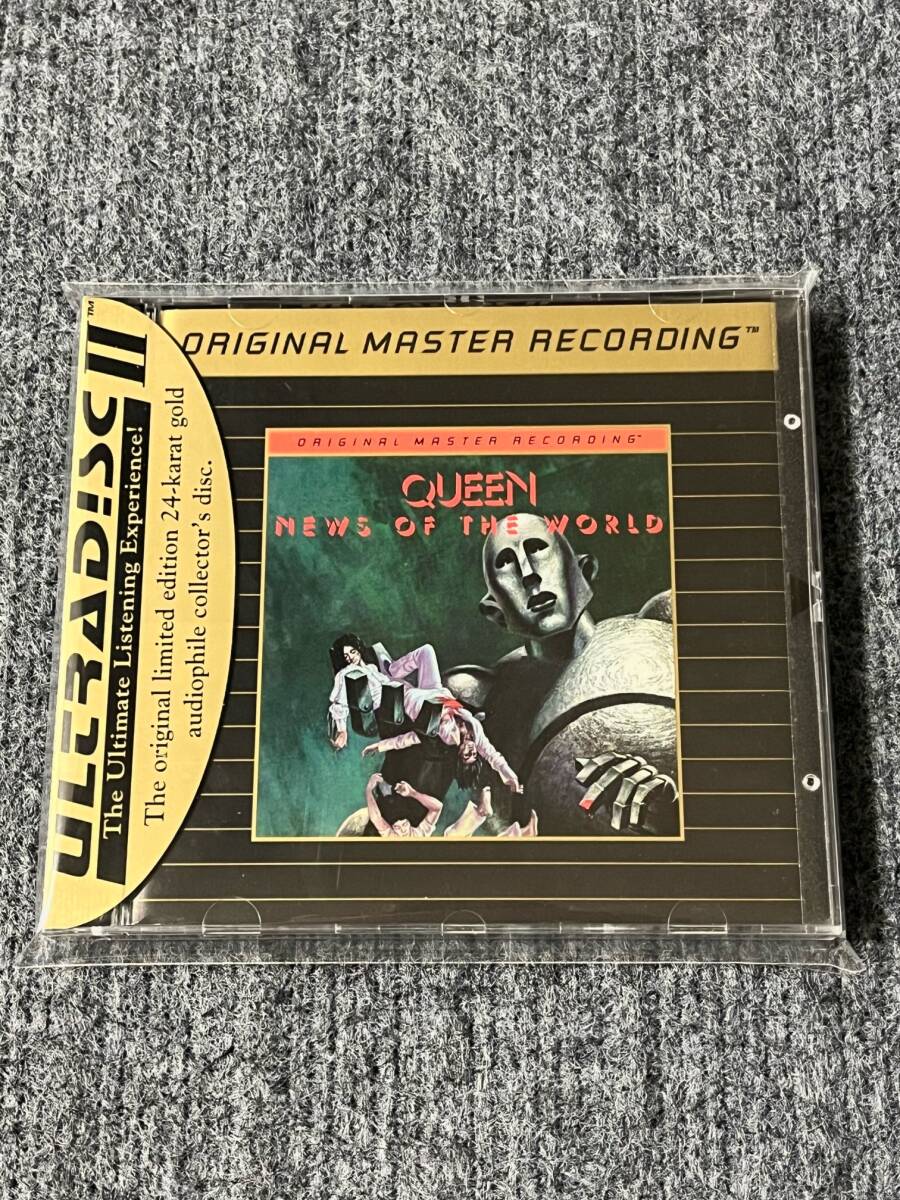 ORIGINAL MASTER RECORDING™
ORIGINAL MASTER RECORDING™
QUEEN
NEWS OF THE WORLD
ULTRADISC II™
The Ultimate Listening Experience!
The original limited edition 24-karat gold
audiophile collector's disc.